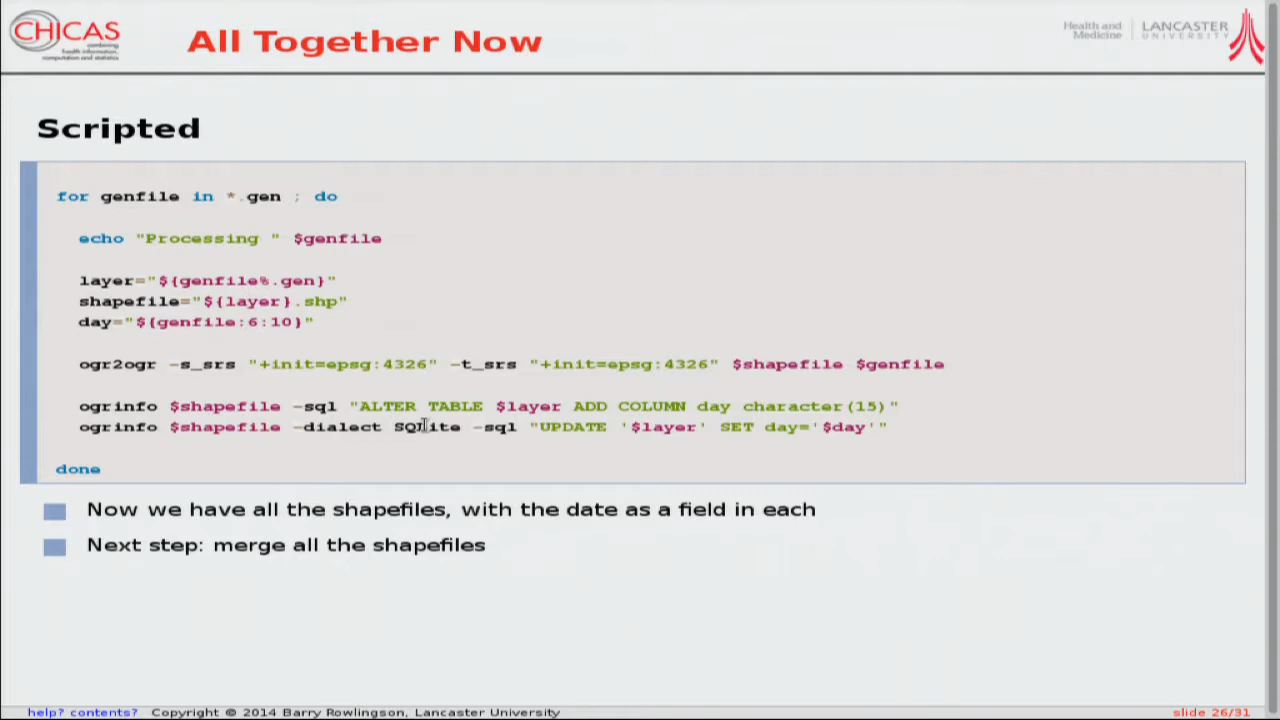 CHICAS
combining
health information,
computation and statistics
All Together Now
Health and
Medicine
LANCASTER
UNIVERSITY
Scripted
for genfile in *.gen ; do
echo "Processing " $genfile
layer="${genfile%.gen}"
shapefile="${layer}.shp"
day="${genfile:6:10}"
ogr2ogr -s_srs "+init=epsg:4326" -t_srs "+init=epsg:4326" $shapefile $genfile
ogrinfo $shapefile -sql "ALTER TABLE $layer ADD COLUMN day character(15)"
ogrinfo $shapefile -dialect SQLite -sql "UPDATE '$layer' SET day='$day'"
done
Now we have all the shapefiles, with the date as a field in each
Next step: merge all the shapefiles
help? contents? Copyright © 2014 Barry Rowlingson, Lancaster University
slide 26/31